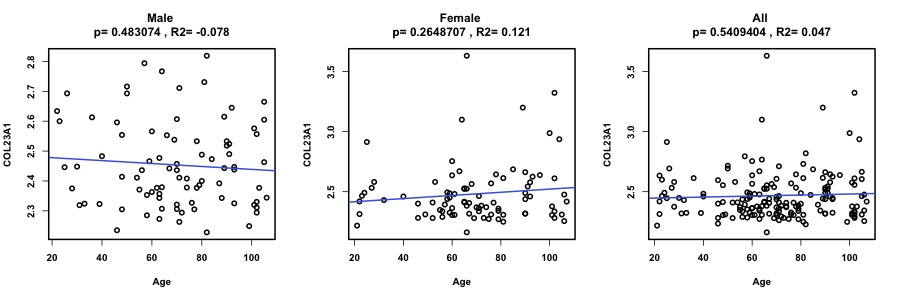 Male
p= 0.483074 , R2= -0.078
COL23A1
2.8
2.7
2.6
2.5
2.4
2.3
20 40 60 80 100
Age
Female
p= 0.2648707 , R2= 0.121
COL23A1
3.5
3.0
2.5
20 40 60 80 100
Age
All
p= 0.5409404 , R2= 0.047
COL23A1
3.5
3.0
2.5
20 40 60 80 100
Age